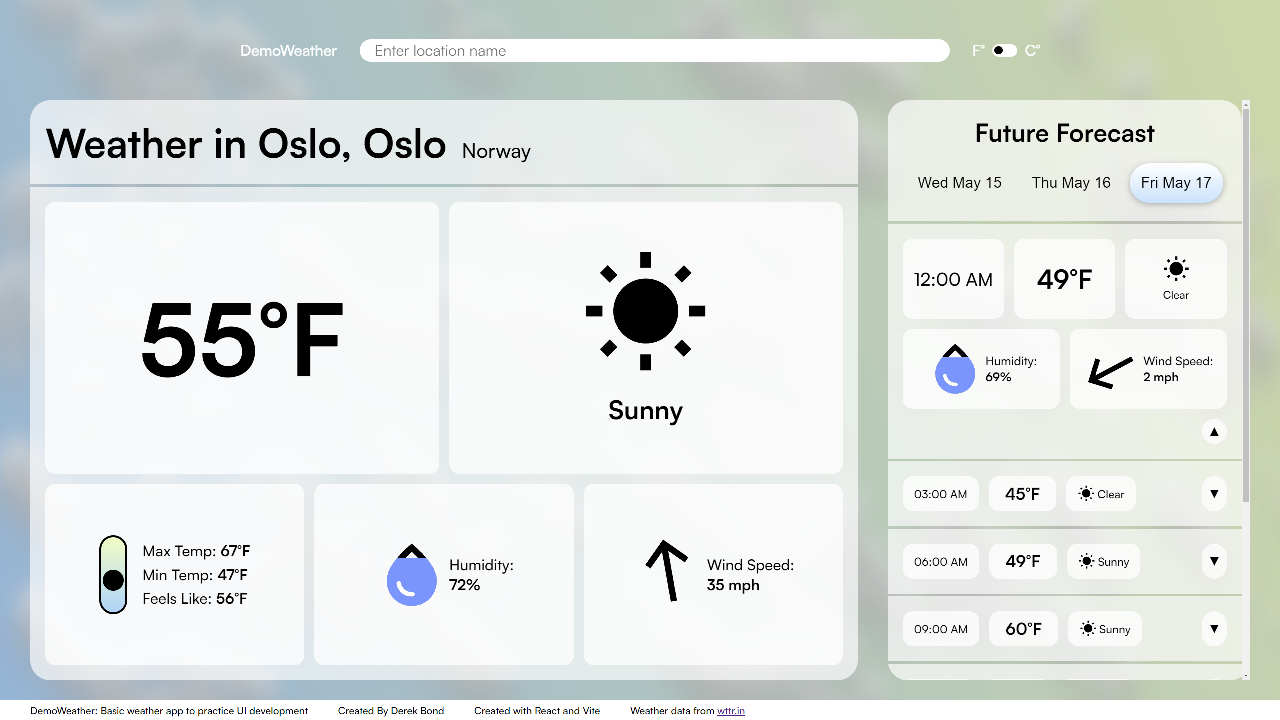 DemoWeather
Enter location name
F° C°
Weather in Oslo, Oslo Norway
55°F
Sunny
Max Temp: 67°F
Min Temp: 47°F
Feels Like: 56°F
Humidity:
72%
Wind Speed:
35 mph
Future Forecast
Wed May 15 Thu May 16 Fri May 17
12:00 AM 49°F
Clear
Humidity:
69%
Wind Speed:
2 mph
03:00 AM 45°F Clear
06:00 AM 49°F Sunny
09:00 AM 60°F Sunny
DemoWeather: Basic weather app to practice UI development Created By Derek Bond Created with React and Vite Weather data from wttr.in